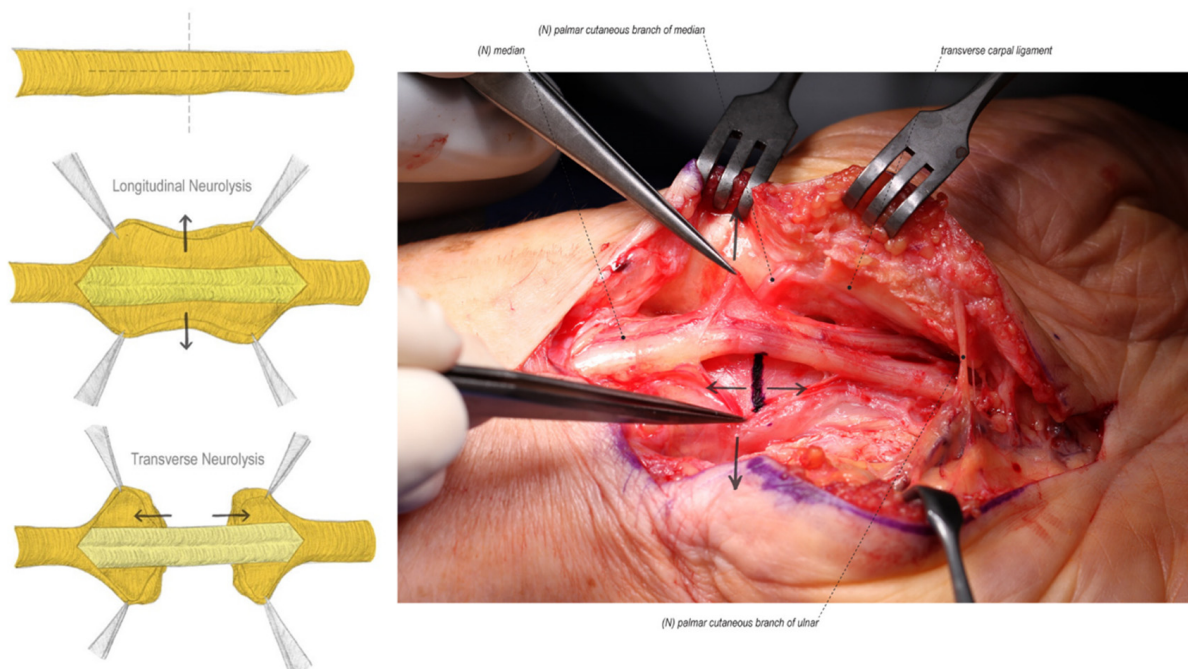 (N) palmar cutaneous branch of median
(N) median
transverse carpal ligament
Longitudinal Neurolysis
Transverse Neurolysis
(N) palmar cutaneous branch of ulnar